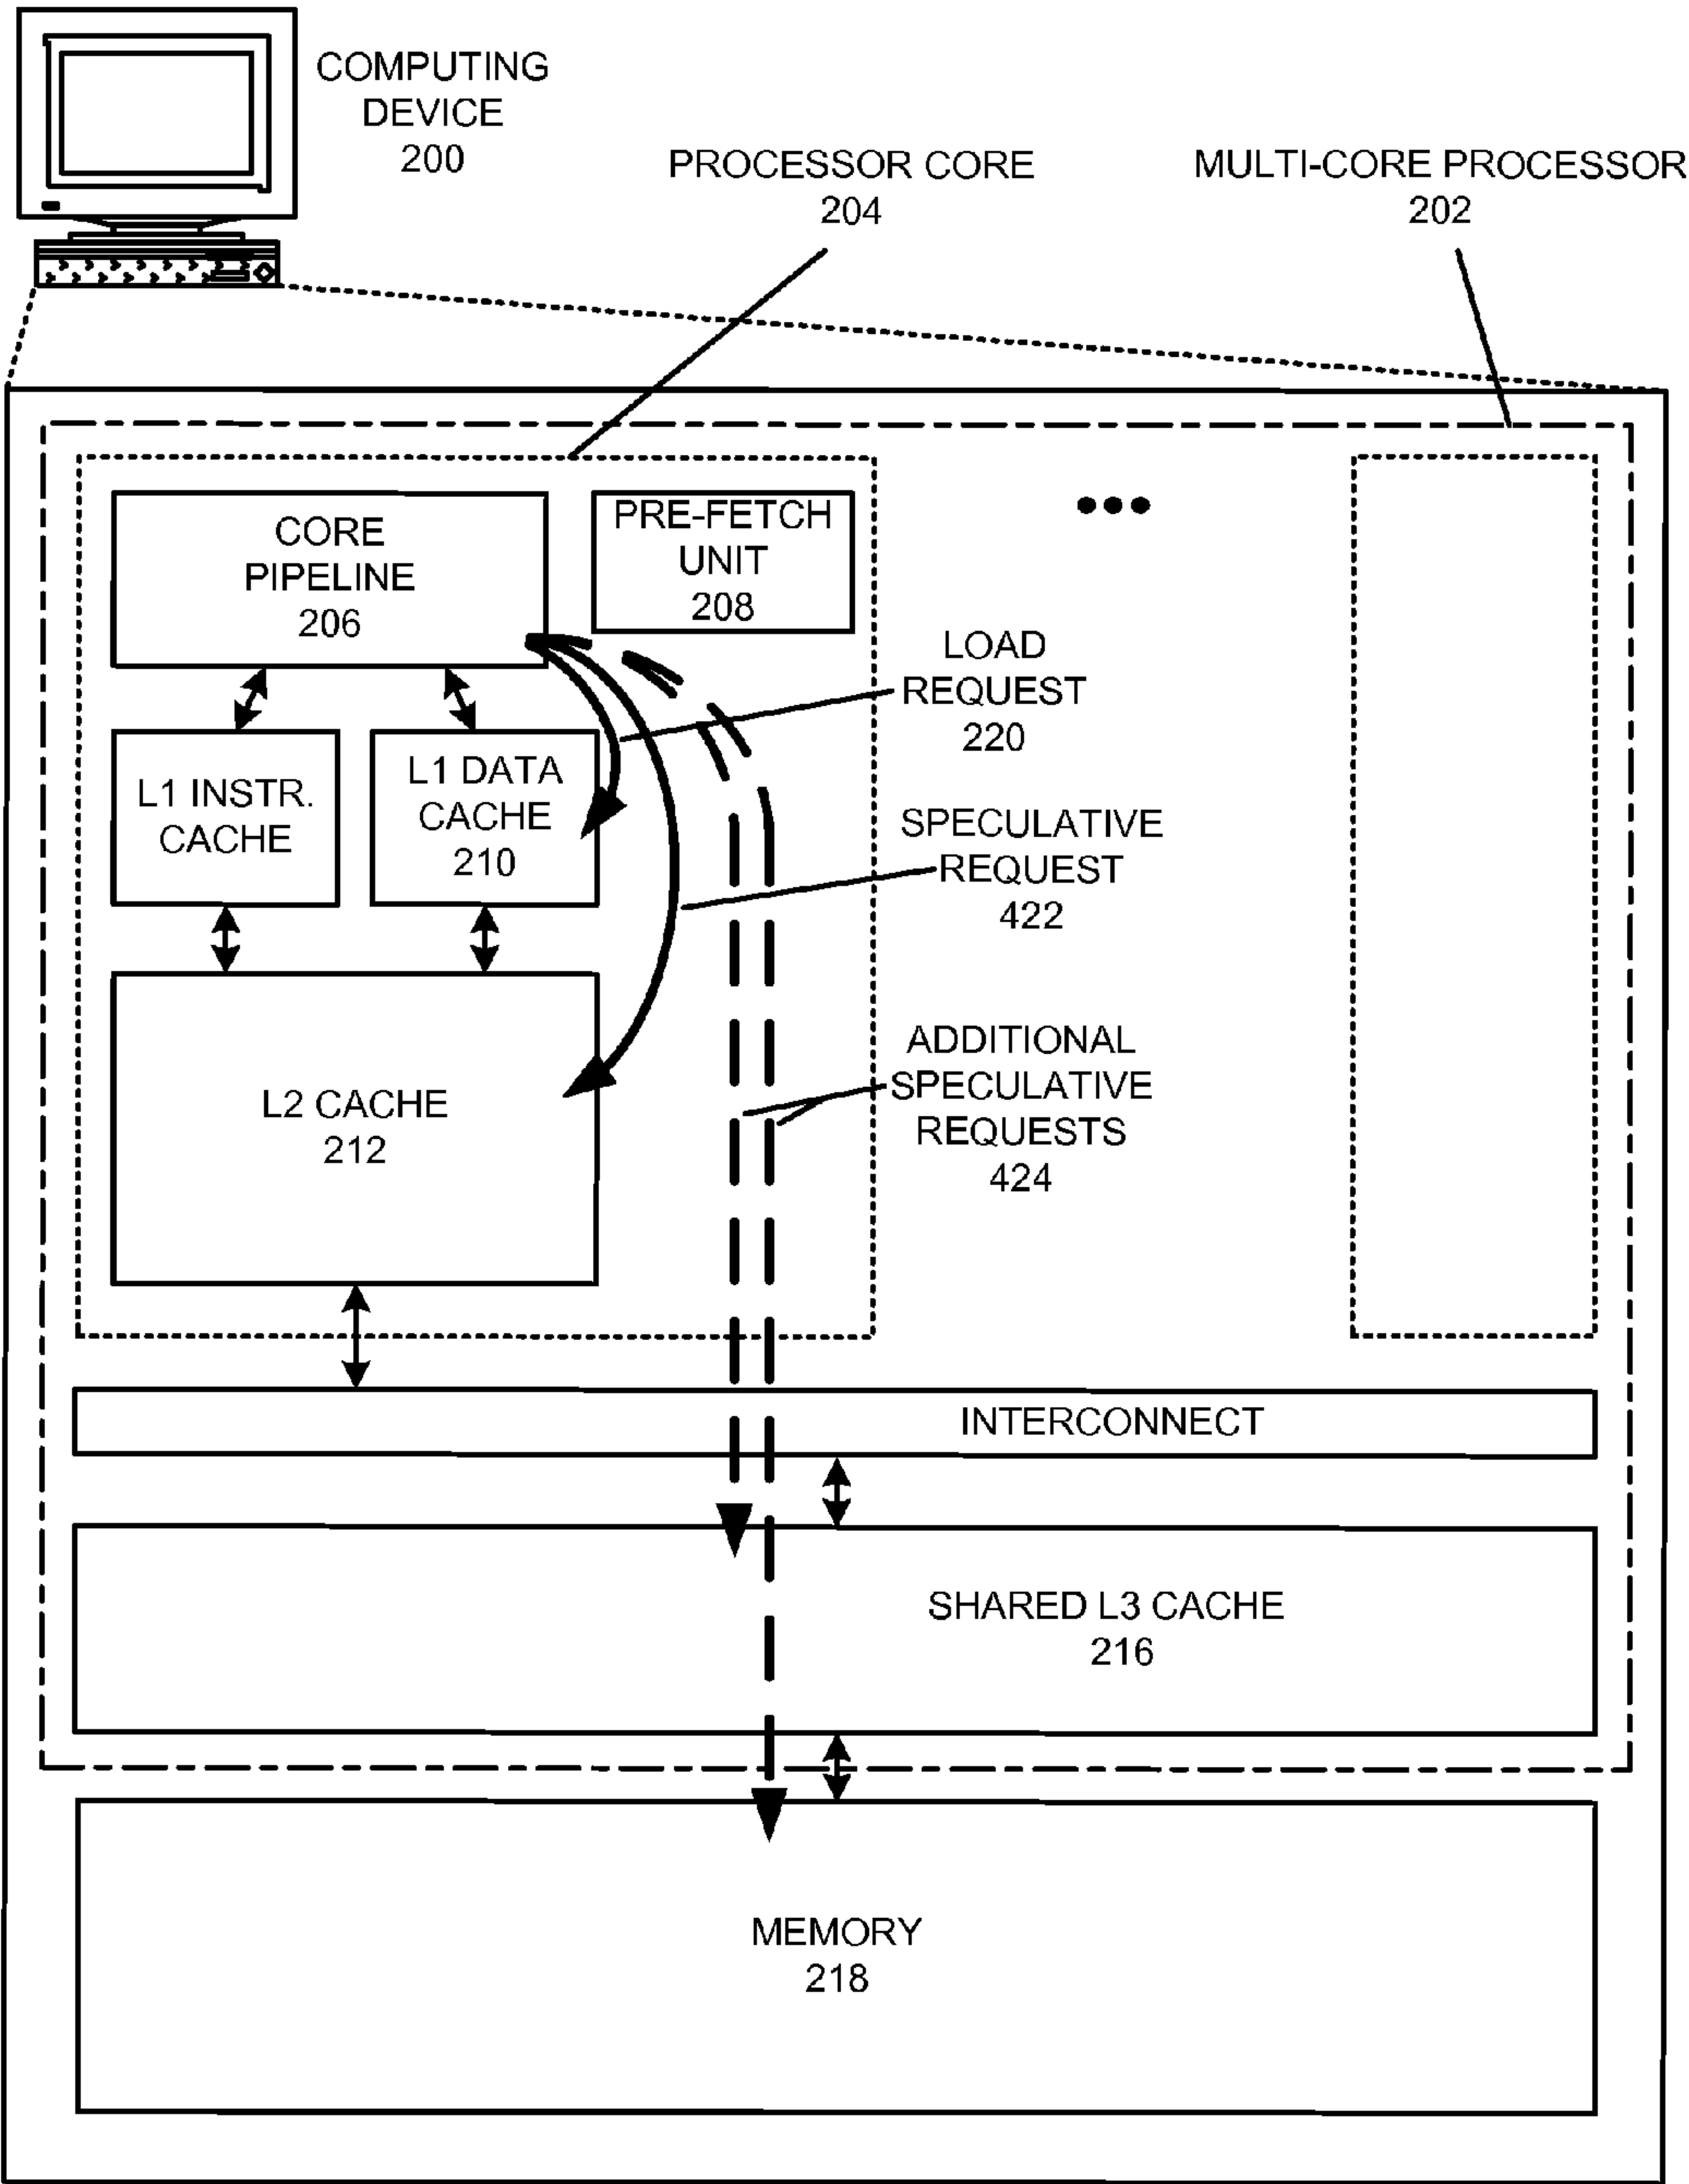 COMPUTING
DEVICE
200
PROCESSOR CORE
204
MULTI-CORE PROCESSOR
202
CORE
PIPELINE
206
PRE-FETCH
UNIT
208
LOAD
REQUEST
220
L1 INSTR.
CACHE
L1 DATA
CACHE
210
SPECULATIVE
REQUEST
422
L2 CACHE
212
ADDITIONAL
SPECULATIVE
REQUESTS
424
INTERCONNECT
SHARED L3 CACHE
216
MEMORY
218